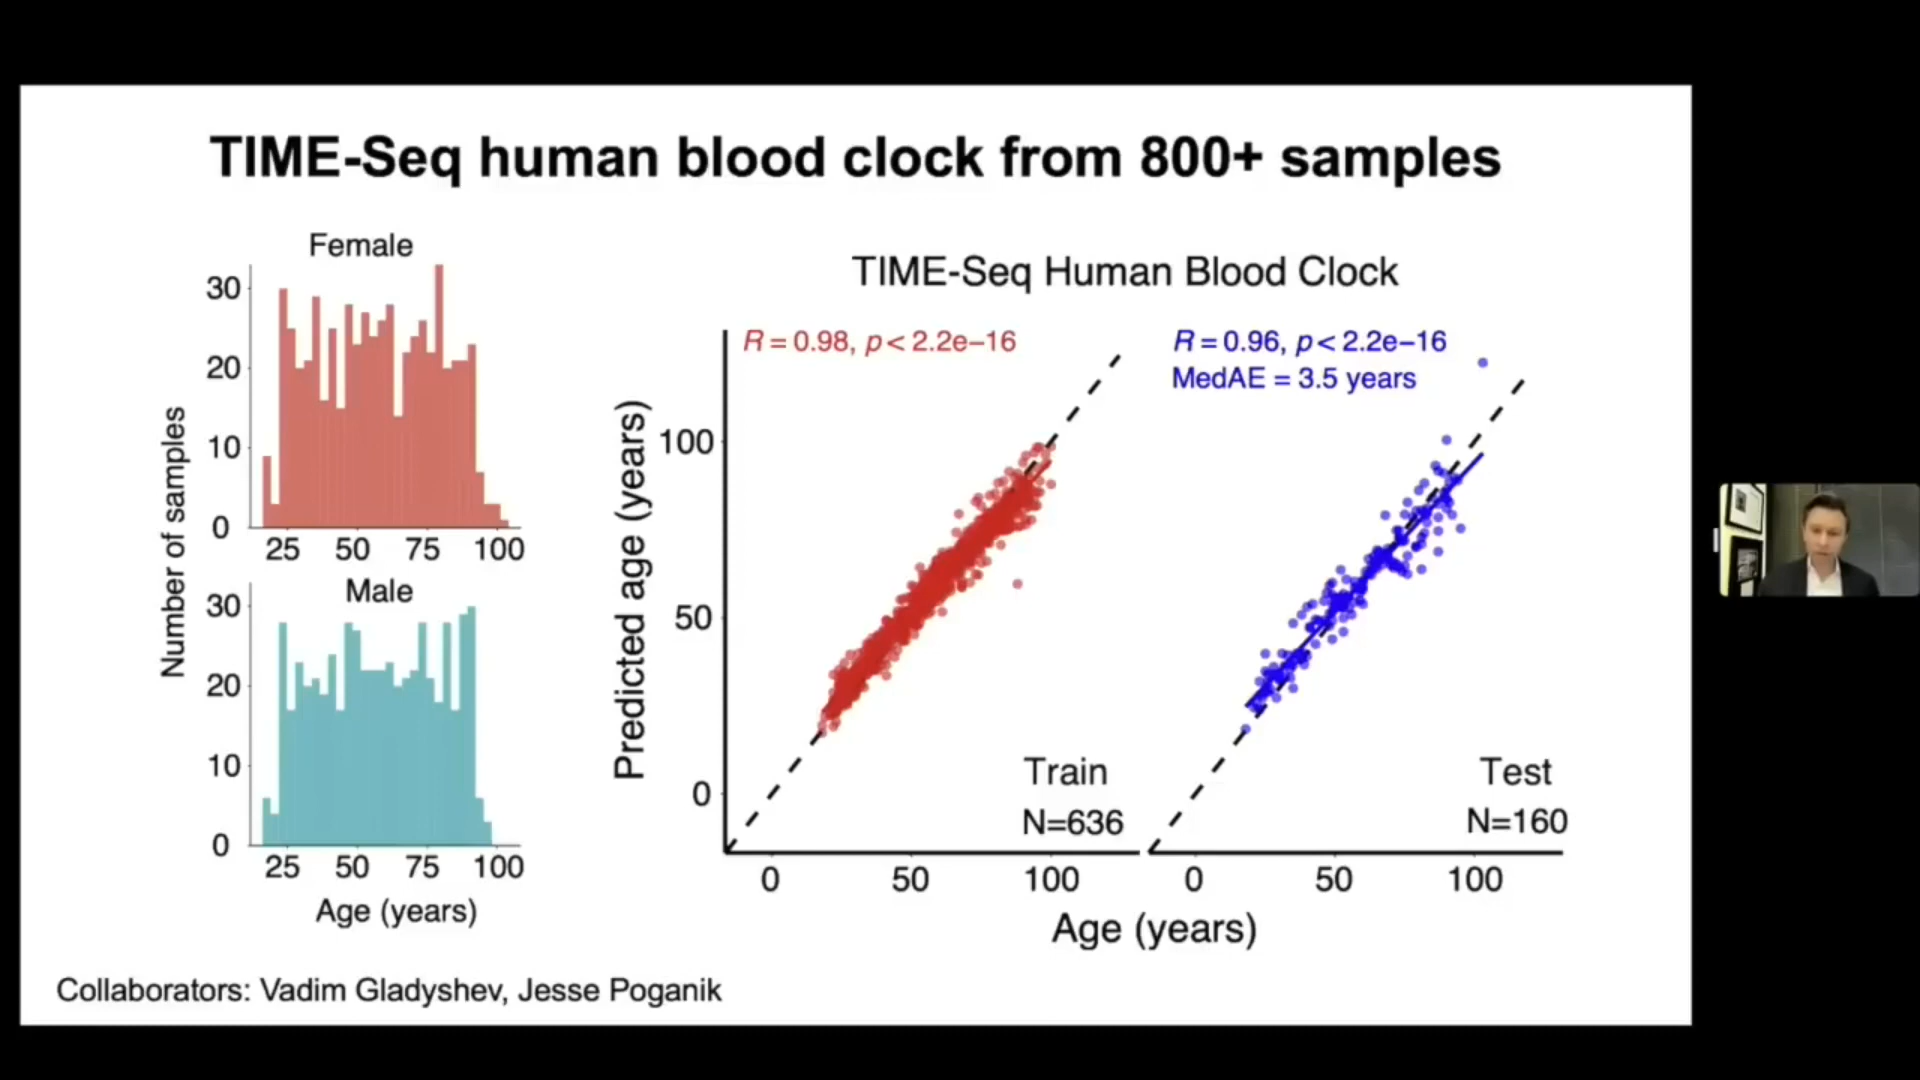 TIME-Seq human blood clock from 800+ samples
Female
30
20
10
0
25 50 75 100
Male
30
20
10
0
25 50 75 100
Number of samples
Age (years)
TIME-Seq Human Blood Clock
R = 0.98, p < 2.2e−16
R = 0.96, p < 2.2e−16
MedAE = 3.5 years
Predicted age (years)
100
50
0
Train
N=636
Test
N=160
0 50 100
0 50 100
Age (years)
Collaborators: Vadim Gladyshev, Jesse Poganik